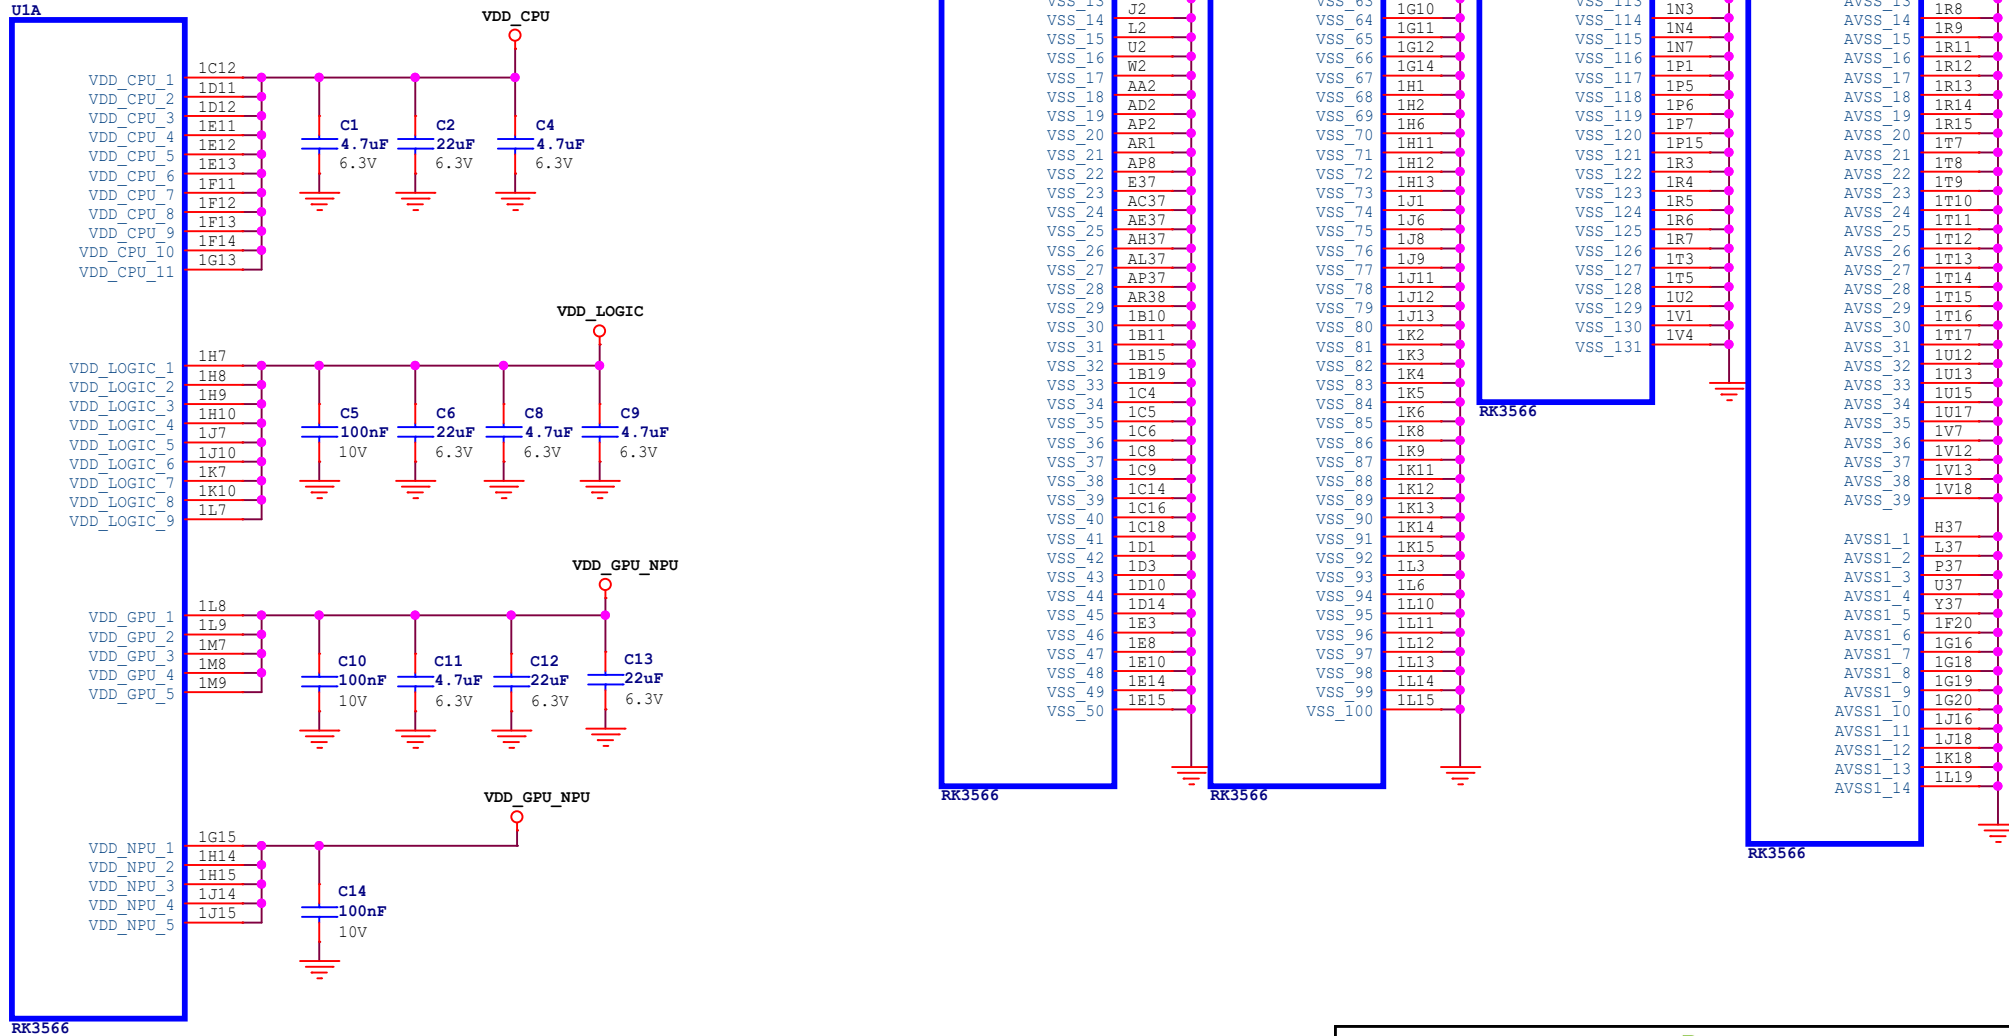 U1A
VDD_CPU
VDD_CPU_1 1C12
VDD_CPU_2 1D11
VDD_CPU_3 1D12
VDD_CPU_4 1E11
VDD_CPU_5 1E12
VDD_CPU_6 1E13
VDD_CPU_7 1F11
VDD_CPU_8 1F12
VDD_CPU_9 1F13
VDD_CPU_10 1F14
VDD_CPU_11 1G13
C1 C2 C4
4.7uF 22uF 4.7uF
6.3V 6.3V 6.3V
VDD_LOGIC
VDD_LOGIC_1 1H7
VDD_LOGIC_2 1H8
VDD_LOGIC_3 1H9
VDD_LOGIC_4 1H10
VDD_LOGIC_5 1J7
VDD_LOGIC_6 1J10
VDD_LOGIC_7 1K7
VDD_LOGIC_8 1K10
VDD_LOGIC_9 1L7
C5 C6 C8 C9
100nF 22uF 4.7uF 4.7uF
10V 6.3V 6.3V 6.3V
VDD_GPU_NPU
VDD_GPU_1 1L8
VDD_GPU_2 1L9
VDD_GPU_3 1M7
VDD_GPU_4 1M8
VDD_GPU_5 1M9
C10 C11 C12 C13
100nF 4.7uF 22uF 22uF
10V 6.3V 6.3V 6.3V
VDD_GPU_NPU
VDD_NPU_1 1G15
VDD_NPU_2 1H14
VDD_NPU_3 1H15
VDD_NPU_4 1J14
VDD_NPU_5 1J15
C14
100nF
10V
RK3566
VSS_13
VSS_14 J2
VSS_15 L2
VSS_16 U2
VSS_17 W2
VSS_18 AA2
VSS_19 AD2
VSS_20 AP2
VSS_21 AR1
VSS_22 AP8
VSS_23 E37
VSS_24 AC37
VSS_25 AE37
VSS_26 AH37
VSS_27 AL37
VSS_28 AP37
VSS_29 AR38
VSS_30 1B10
VSS_31 1B11
VSS_32 1B15
VSS_33 1B19
VSS_34 1C4
VSS_35 1C5
VSS_36 1C6
VSS_37 1C8
VSS_38 1C9
VSS_39 1C14
VSS_40 1C16
VSS_41 1C18
VSS_42 1D1
VSS_43 1D3
VSS_44 1D10
VSS_45 1D14
VSS_46 1E3
VSS_47 1E8
VSS_48 1E10
VSS_49 1E14
VSS_50 1E15
RK3566
VSS_63
VSS_64 1G10
VSS_65 1G11
VSS_66 1G12
VSS_67 1G14
VSS_68 1H1
VSS_69 1H2
VSS_70 1H6
VSS_71 1H11
VSS_72 1H12
VSS_73 1H13
VSS_74 1J1
VSS_75 1J6
VSS_76 1J8
VSS_77 1J9
VSS_78 1J11
VSS_79 1J12
VSS_80 1J13
VSS_81 1K2
VSS_82 1K3
VSS_83 1K4
VSS_84 1K5
VSS_85 1K6
VSS_86 1K8
VSS_87 1K9
VSS_88 1K11
VSS_89 1K12
VSS_90 1K13
VSS_91 1K14
VSS_92 1K15
VSS_93 1L3
VSS_94 1L6
VSS_95 1L10
VSS_96 1L11
VSS_97 1L12
VSS_98 1L13
VSS_99 1L14
VSS_100 1L15
RK3566
VSS_113
VSS_114 1N3
VSS_115 1N4
VSS_116 1N7
VSS_117 1P1
VSS_118 1P5
VSS_119 1P6
VSS_120 1P7
VSS_121 1P15
VSS_122 1R3
VSS_123 1R4
VSS_124 1R5
VSS_125 1R6
VSS_126 1R7
VSS_127 1T3
VSS_128 1T5
VSS_129 1U2
VSS_130 1V1
VSS_131 1V4
RK3566
AVSS_13
AVSS_14 1R8
AVSS_15 1R9
AVSS_16 1R11
AVSS_17 1R12
AVSS_18 1R13
AVSS_19 1R14
AVSS_20 1R15
AVSS_21 1T7
AVSS_22 1T8
AVSS_23 1T9
AVSS_24 1T10
AVSS_25 1T11
AVSS_26 1T12
AVSS_27 1T13
AVSS_28 1T14
AVSS_29 1T15
AVSS_30 1T16
AVSS_31 1T17
AVSS_32 1U12
AVSS_33 1U13
AVSS_34 1U15
AVSS_35 1U17
AVSS_36 1V7
AVSS_37 1V12
AVSS_38 1V13
AVSS_39 1V18
AVSS1_1 H37
AVSS1_2 L37
AVSS1_3 P37
AVSS1_4 U37
AVSS1_5 Y37
AVSS1_6 1F20
AVSS1_7 1G16
AVSS1_8 1G18
AVSS1_9 1G19
AVSS1_10 1G20
AVSS1_11 1J16
AVSS1_12 1J18
AVSS1_13 1K18
AVSS1_14 1L19
RK3566